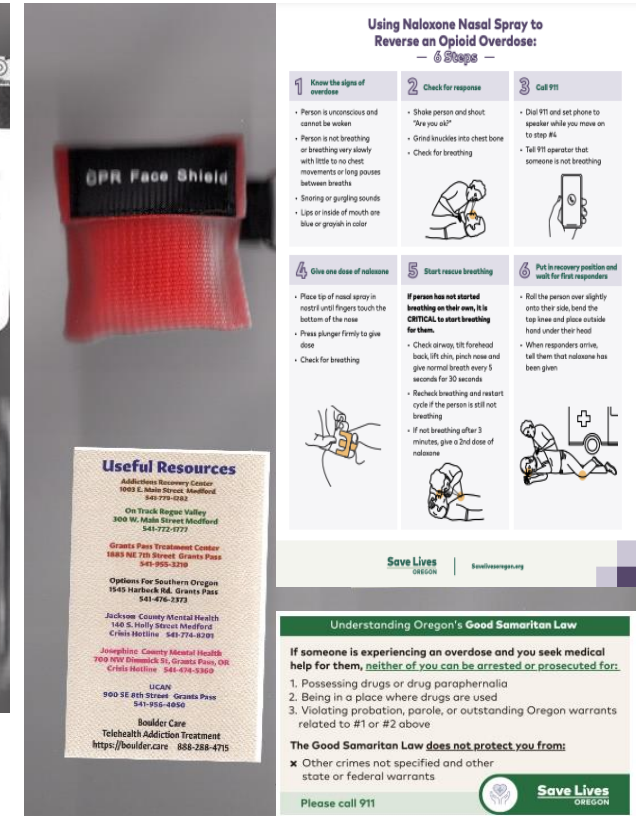 CPR Face Shield
Useful Resources
Addictions Recovery Center
1003 E. Main Street Medford
541-779-1282
On Track Rogue Valley
300 W. Main Street Medford
541-772-1777
Grants Pass Treatment Center
1885 NE 7th Street Grants Pass
541-955-3210
Options For Southern Oregon
1545 Harbeck Rd. Grants Pass
541-476-2373
Jackson County Mental Health
140 S. Holly Street Medford
Crisis Hotline 541-774-8201
Josephine County Mental Health
700 NW Dimmick St, Grants Pass, OR
Crisis Hotline 541-474-5360
UCAN
900 SE 8th Street Grants Pass
541-956-4050
Boulder Care
Telehealth Addiction Treatment
https://boulder.care 888-288-4715
Using Naloxone Nasal Spray to
Reverse an Opioid Overdose:
— 6 Steps —
1 Know the signs of
overdose
• Person is unconscious and
cannot be woken
• Person is not breathing
or breathing very slowly
with little to no chest
movements or long pauses
between breaths
• Snoring or gurgling sounds
• Lips or inside of mouth are
blue or grayish in color
2 Check for response
• Shake person and shout
"Are you ok?"
• Grind knuckles into chest bone
• Check for breathing
3 Call 911
• Dial 911 and set phone to
speaker while you move on
to step #4
• Tell 911 operator that
someone is not breathing
4 Give one dose of naloxone
• Place tip of nasal spray in
nostril until fingers touch the
bottom of the nose
• Press plunger firmly to give
dose
• Check for breathing
5 Start rescue breathing
If person has not started
breathing on their own, it is
CRITICAL to start breathing
for them.
• Check airway, tilt forehead
back, lift chin, pinch nose and
give normal breath every 5
seconds for 30 seconds
• Recheck breathing and restart
cycle if the person is still not
breathing
• If not breathing after 3
minutes, give a 2nd dose of
naloxone
6 Put in recovery position and
wait for first responders
• Roll the person over slightly
onto their side, bend the
top knee and place outside
hand under their head
• When responders arrive,
tell them that naloxone has
been given
Save Lives
OREGON
Savelivesoregon.org
Understanding Oregon's Good Samaritan Law
If someone is experiencing an overdose and you seek medical
help for them, neither of you can be arrested or prosecuted for:
1. Possessing drugs or drug paraphernalia
2. Being in a place where drugs are used
3. Violating probation, parole, or outstanding Oregon warrants
related to #1 or #2 above
The Good Samaritan Law does not protect you from:
× Other crimes not specified and other
state or federal warrants
Please call 911
Save Lives
OREGON